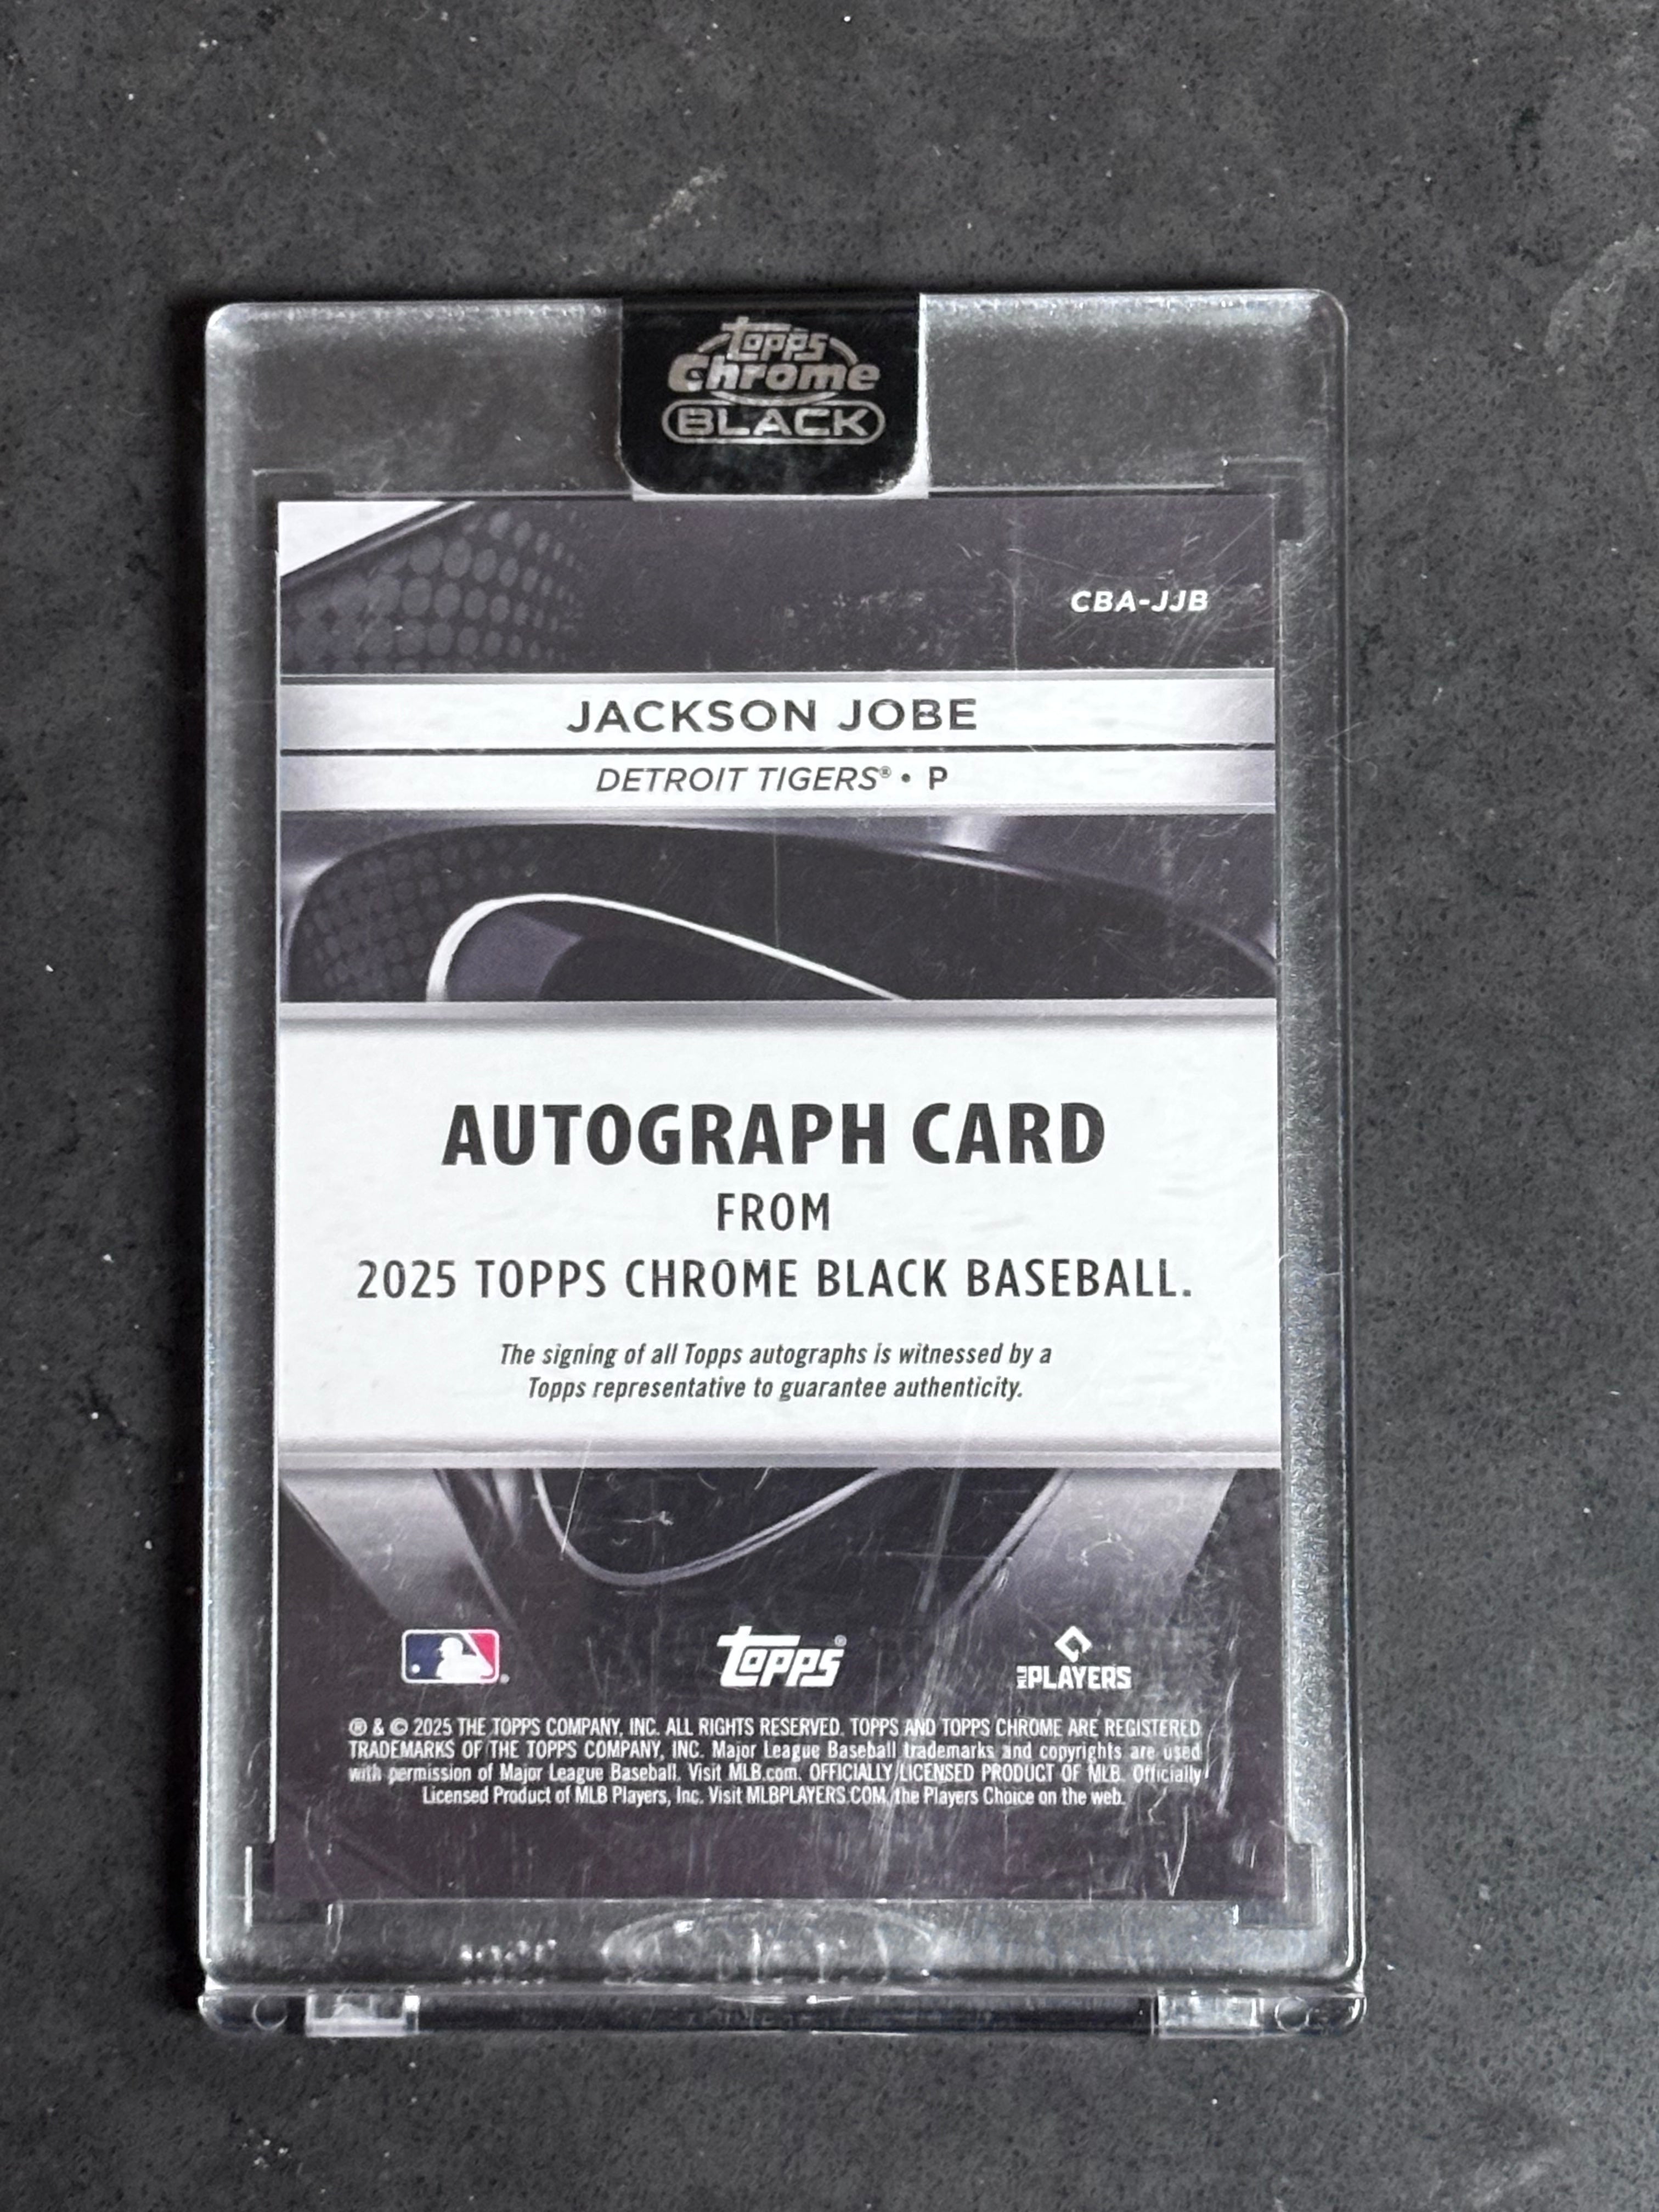 topps
Chrome
BLACK
CBA-JJB
JACKSON JOBE
DETROIT TIGERS® • P
AUTOGRAPH CARD
FROM
2025 TOPPS CHROME BLACK BASEBALL.
The signing of all Topps autographs is witnessed by a
Topps representative to guarantee authenticity.
topps®
MLB PLAYERS
® & © 2025 THE TOPPS COMPANY, INC. ALL RIGHTS RESERVED. TOPPS AND TOPPS CHROME ARE REGISTERED
TRADEMARKS OF THE TOPPS COMPANY, INC. Major League Baseball trademarks and copyrights are used
with permission of Major League Baseball. Visit MLB.com. OFFICIALLY LICENSED PRODUCT OF MLB. Officially
Licensed Product of MLB Players, Inc. Visit MLBPLAYERS.COM, the Players Choice on the web.